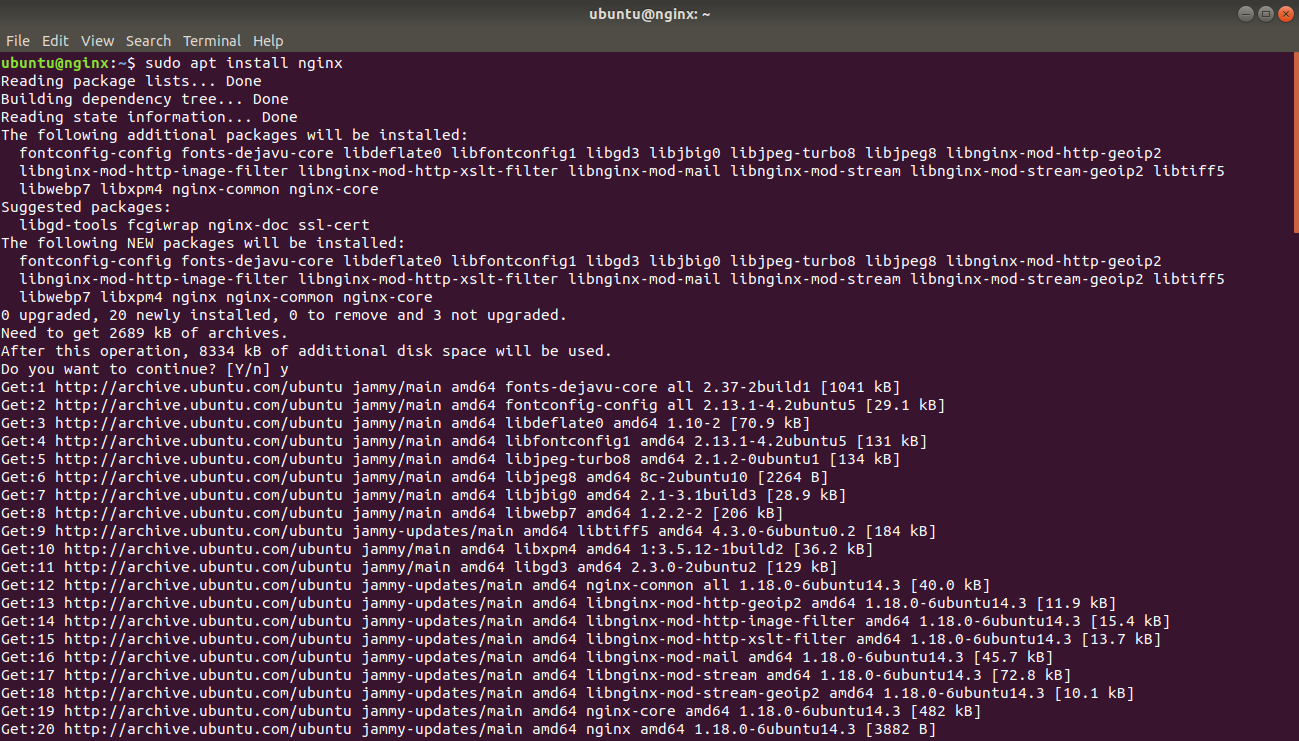 ubuntu@nginx: ~
File Edit View Search Terminal Help
ubuntu@nginx:~$ sudo apt install nginx
Reading package lists... Done
Building dependency tree... Done
Reading state information... Done
The following additional packages will be installed:
  fontconfig-config fonts-dejavu-core libdeflate0 libfontconfig1 libgd3 libjbig0 libjpeg-turbo8 libjpeg8 libnginx-mod-http-geoip2
  libnginx-mod-http-image-filter libnginx-mod-http-xslt-filter libnginx-mod-mail libnginx-mod-stream libnginx-mod-stream-geoip2 libtiff5
  libwebp7 libxpm4 nginx-common nginx-core
Suggested packages:
  libgd-tools fcgiwrap nginx-doc ssl-cert
The following NEW packages will be installed:
  fontconfig-config fonts-dejavu-core libdeflate0 libfontconfig1 libgd3 libjbig0 libjpeg-turbo8 libjpeg8 libnginx-mod-http-geoip2
  libnginx-mod-http-image-filter libnginx-mod-http-xslt-filter libnginx-mod-mail libnginx-mod-stream libnginx-mod-stream-geoip2 libtiff5
  libwebp7 libxpm4 nginx nginx-common nginx-core
0 upgraded, 20 newly installed, 0 to remove and 3 not upgraded.
Need to get 2689 kB of archives.
After this operation, 8334 kB of additional disk space will be used.
Do you want to continue? [Y/n] y
Get:1 http://archive.ubuntu.com/ubuntu jammy/main amd64 fonts-dejavu-core all 2.37-2build1 [1041 kB]
Get:2 http://archive.ubuntu.com/ubuntu jammy/main amd64 fontconfig-config all 2.13.1-4.2ubuntu5 [29.1 kB]
Get:3 http://archive.ubuntu.com/ubuntu jammy/main amd64 libdeflate0 amd64 1.10-2 [70.9 kB]
Get:4 http://archive.ubuntu.com/ubuntu jammy/main amd64 libfontconfig1 amd64 2.13.1-4.2ubuntu5 [131 kB]
Get:5 http://archive.ubuntu.com/ubuntu jammy/main amd64 libjpeg-turbo8 amd64 2.1.2-0ubuntu1 [134 kB]
Get:6 http://archive.ubuntu.com/ubuntu jammy/main amd64 libjpeg8 amd64 8c-2ubuntu10 [2264 B]
Get:7 http://archive.ubuntu.com/ubuntu jammy/main amd64 libjbig0 amd64 2.1-3.1build3 [28.9 kB]
Get:8 http://archive.ubuntu.com/ubuntu jammy/main amd64 libwebp7 amd64 1.2.2-2 [206 kB]
Get:9 http://archive.ubuntu.com/ubuntu jammy-updates/main amd64 libtiff5 amd64 4.3.0-6ubuntu0.2 [184 kB]
Get:10 http://archive.ubuntu.com/ubuntu jammy/main amd64 libxpm4 amd64 1:3.5.12-1build2 [36.2 kB]
Get:11 http://archive.ubuntu.com/ubuntu jammy/main amd64 libgd3 amd64 2.3.0-2ubuntu2 [129 kB]
Get:12 http://archive.ubuntu.com/ubuntu jammy-updates/main amd64 nginx-common all 1.18.0-6ubuntu14.3 [40.0 kB]
Get:13 http://archive.ubuntu.com/ubuntu jammy-updates/main amd64 libnginx-mod-http-geoip2 amd64 1.18.0-6ubuntu14.3 [11.9 kB]
Get:14 http://archive.ubuntu.com/ubuntu jammy-updates/main amd64 libnginx-mod-http-image-filter amd64 1.18.0-6ubuntu14.3 [15.4 kB]
Get:15 http://archive.ubuntu.com/ubuntu jammy-updates/main amd64 libnginx-mod-http-xslt-filter amd64 1.18.0-6ubuntu14.3 [13.7 kB]
Get:16 http://archive.ubuntu.com/ubuntu jammy-updates/main amd64 libnginx-mod-mail amd64 1.18.0-6ubuntu14.3 [45.7 kB]
Get:17 http://archive.ubuntu.com/ubuntu jammy-updates/main amd64 libnginx-mod-stream amd64 1.18.0-6ubuntu14.3 [72.8 kB]
Get:18 http://archive.ubuntu.com/ubuntu jammy-updates/main amd64 libnginx-mod-stream-geoip2 amd64 1.18.0-6ubuntu14.3 [10.1 kB]
Get:19 http://archive.ubuntu.com/ubuntu jammy-updates/main amd64 nginx-core amd64 1.18.0-6ubuntu14.3 [482 kB]
Get:20 http://archive.ubuntu.com/ubuntu jammy-updates/main amd64 nginx amd64 1.18.0-6ubuntu14.3 [3882 B]